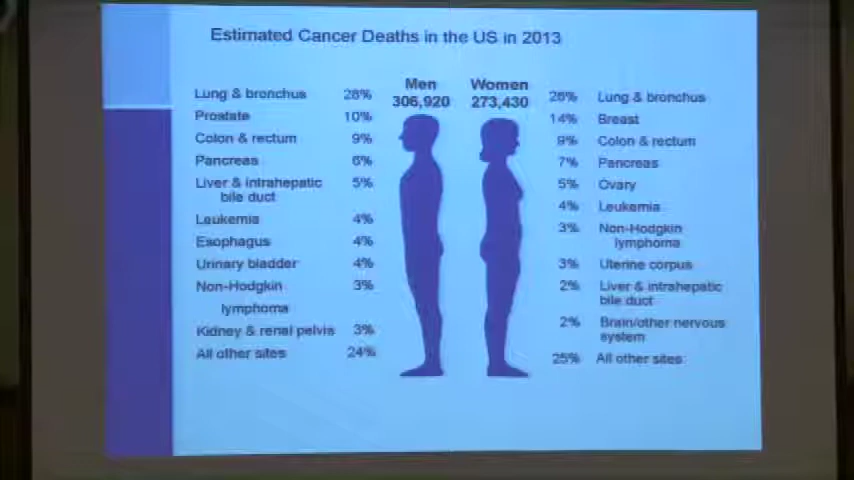 Estimated Cancer Deaths in the US in 2013
Men
306,920
Women
273,430
Lung & bronchus 28%
Prostate 10%
Colon & rectum 9%
Pancreas 6%
Liver & intrahepatic 5%
bile duct
Leukemia 4%
Esophagus 4%
Urinary bladder 4%
Non-Hodgkin 3%
lymphoma
Kidney & renal pelvis 3%
All other sites 24%
26% Lung & bronchus
14% Breast
9% Colon & rectum
7% Pancreas
5% Ovary
4% Leukemia
3% Non-Hodgkin
lymphoma
3% Uterine corpus
2% Liver & intrahepatic
bile duct
2% Brain/other nervous
system
25% All other sites